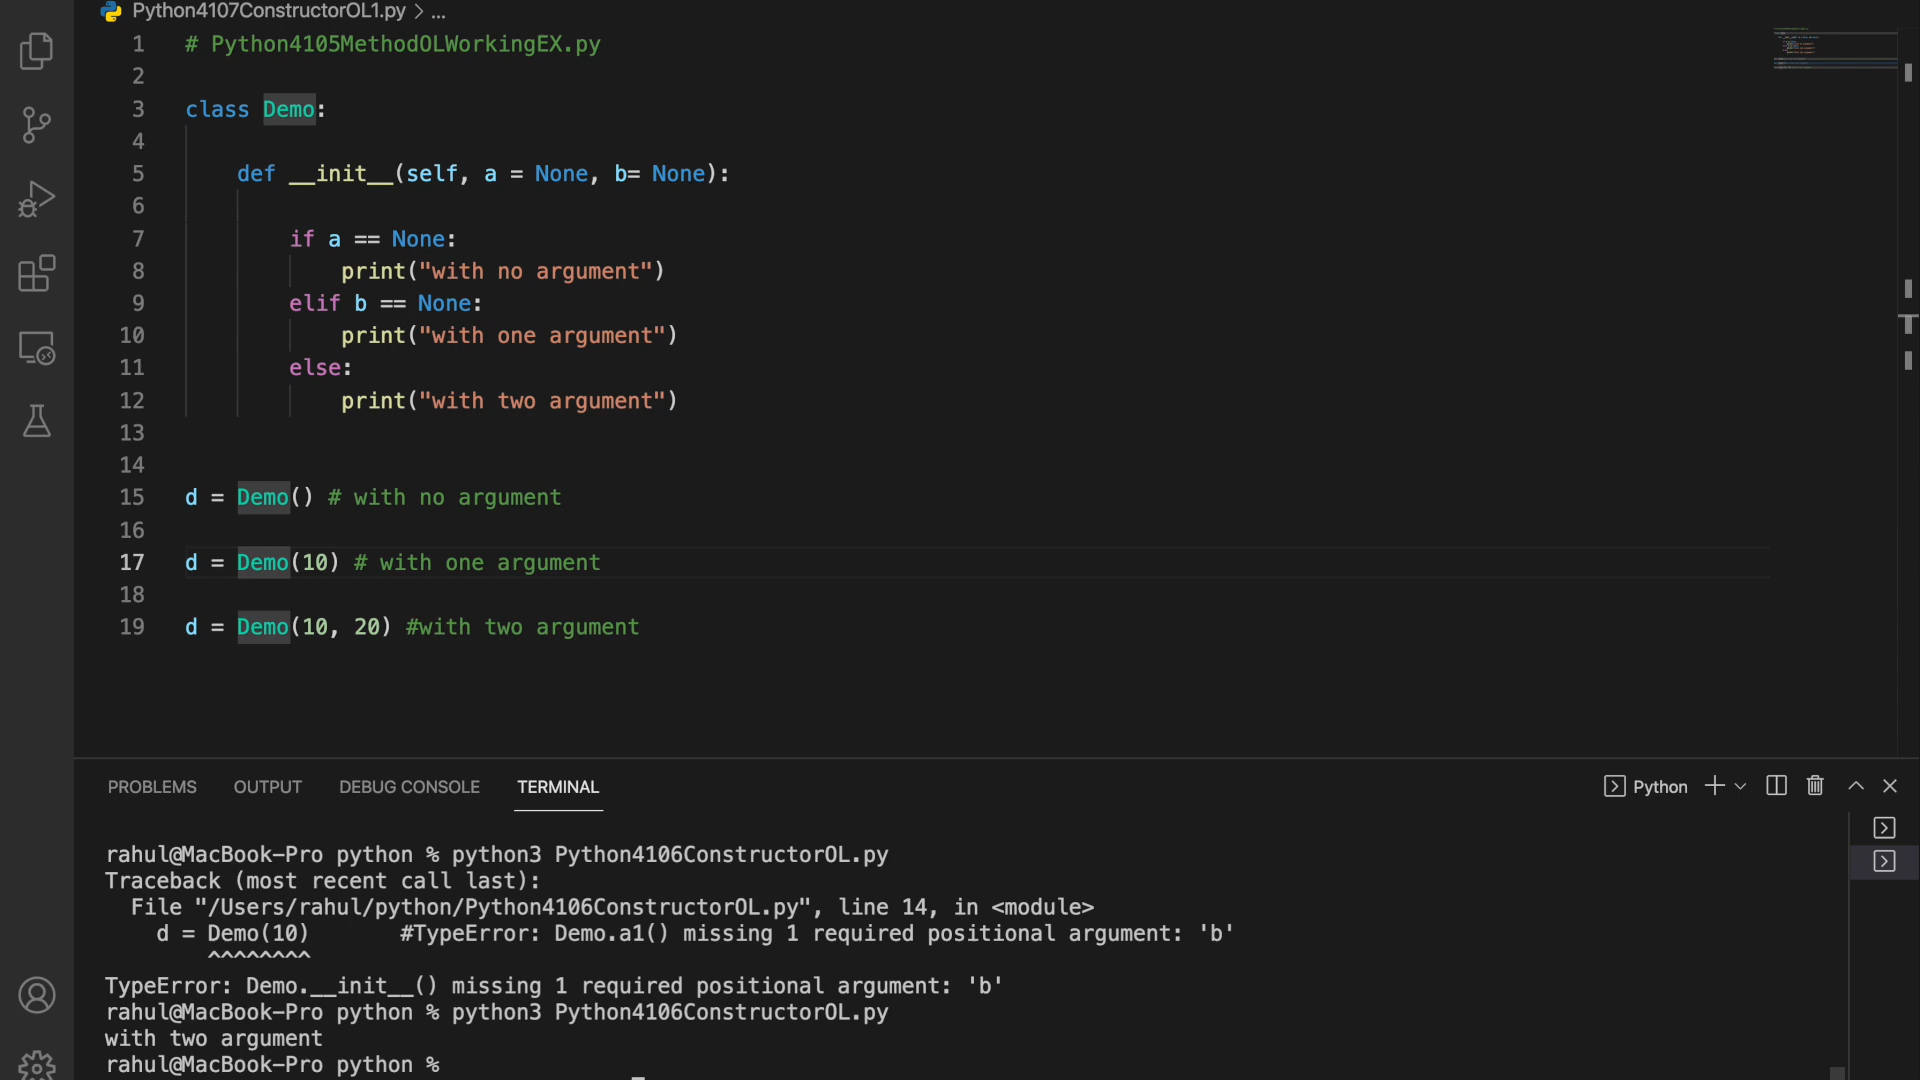 Python4107ConstructorOL1.py > ...
1 # Python4105MethodOLWorkingEX.py
2
3 class Demo:
4
5     def __init__(self, a = None, b= None):
6
7         if a == None:
8             print("with no argument")
9         elif b == None:
10             print("with one argument")
11         else:
12             print("with two argument")
13
14
15 d = Demo() # with no argument
16
17 d = Demo(10) # with one argument
18
19 d = Demo(10, 20) #with two argument
PROBLEMS OUTPUT DEBUG CONSOLE TERMINAL Python
rahul@MacBook-Pro python % python3 Python4106ConstructorOL.py
Traceback (most recent call last):
  File "/Users/rahul/python/Python4106ConstructorOL.py", line 14, in <module>
    d = Demo(10)       #TypeError: Demo.a1() missing 1 required positional argument: 'b'
        ^^^^^^^^
TypeError: Demo.__init__() missing 1 required positional argument: 'b'
rahul@MacBook-Pro python % python3 Python4106ConstructorOL.py
with two argument
rahul@MacBook-Pro python %